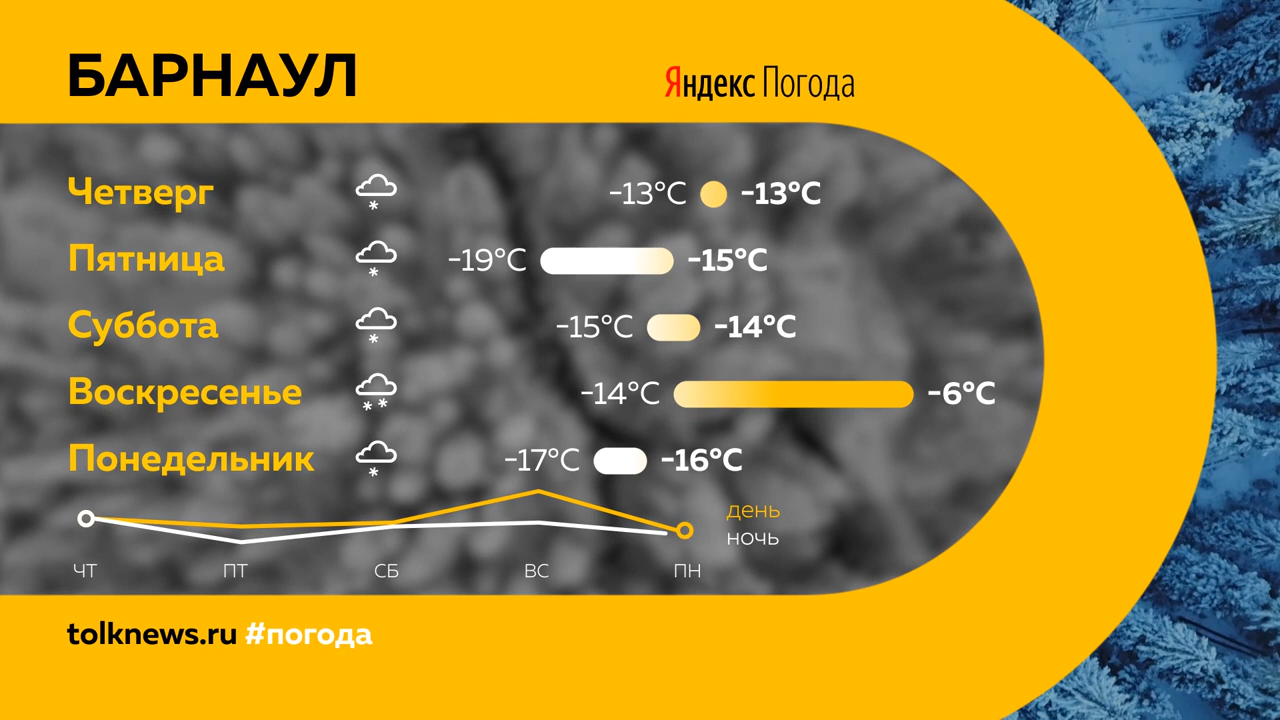 БАРНАУЛ
Яндекс Погода
Четверг -13°C -13°C
Пятница -19°C -15°C
Суббота -15°C -14°C
Воскресенье -14°C -6°C
Понедельник -17°C -16°C
день
ночь
ЧТ ПТ СБ ВС ПН
tolknews.ru #погода